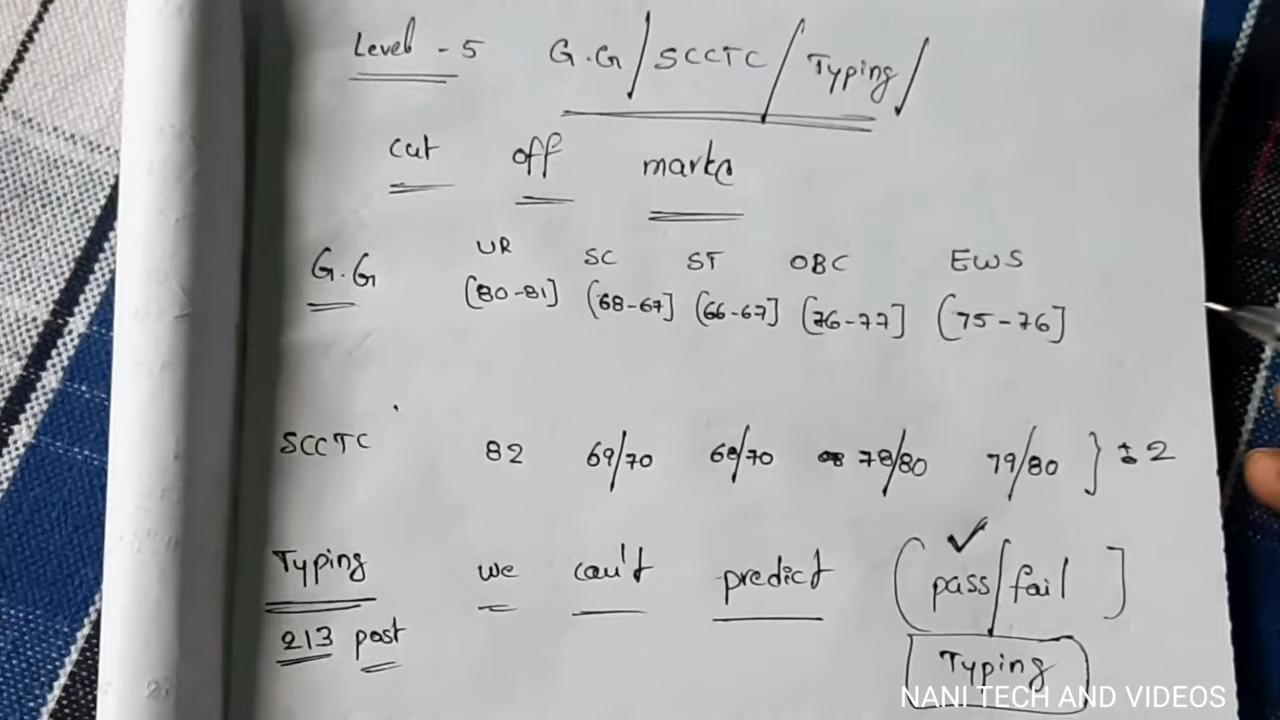 Level - 5 G.G/SCCTC/Typing/
cut off marks
UR SC ST OBC EWS
G.G [80-81] (68-67] (66-67] (76-77] (75-76]
SCCTC 82 69/70 68/70 78/80 79/80 } ± 2
Typing we can't predict ( pass/fail ]
213 post
Typing
NANI TECH AND VIDEOS